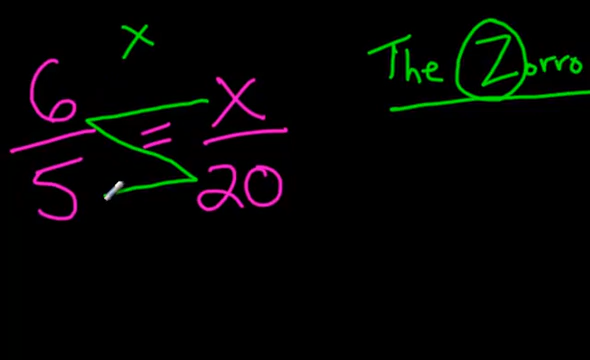 x
The Zorro
6/5 = x/20